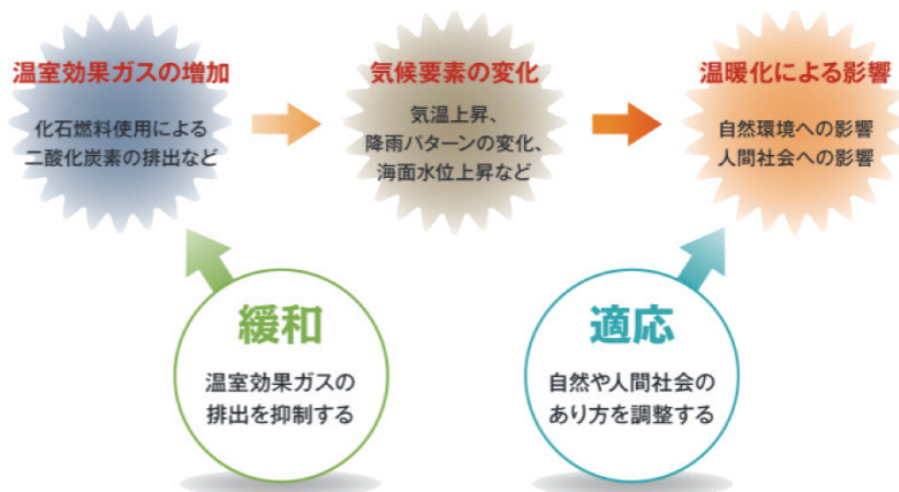 温室効果ガスの増加
化石燃料使用による
二酸化炭素の排出など
気候要素の変化
気温上昇、
降雨パターンの変化、
海面水位上昇など
温暖化による影響
自然環境への影響
人間社会への影響
緩和
温室効果ガスの
排出を抑制する
適応
自然や人間社会の
あり方を調整する